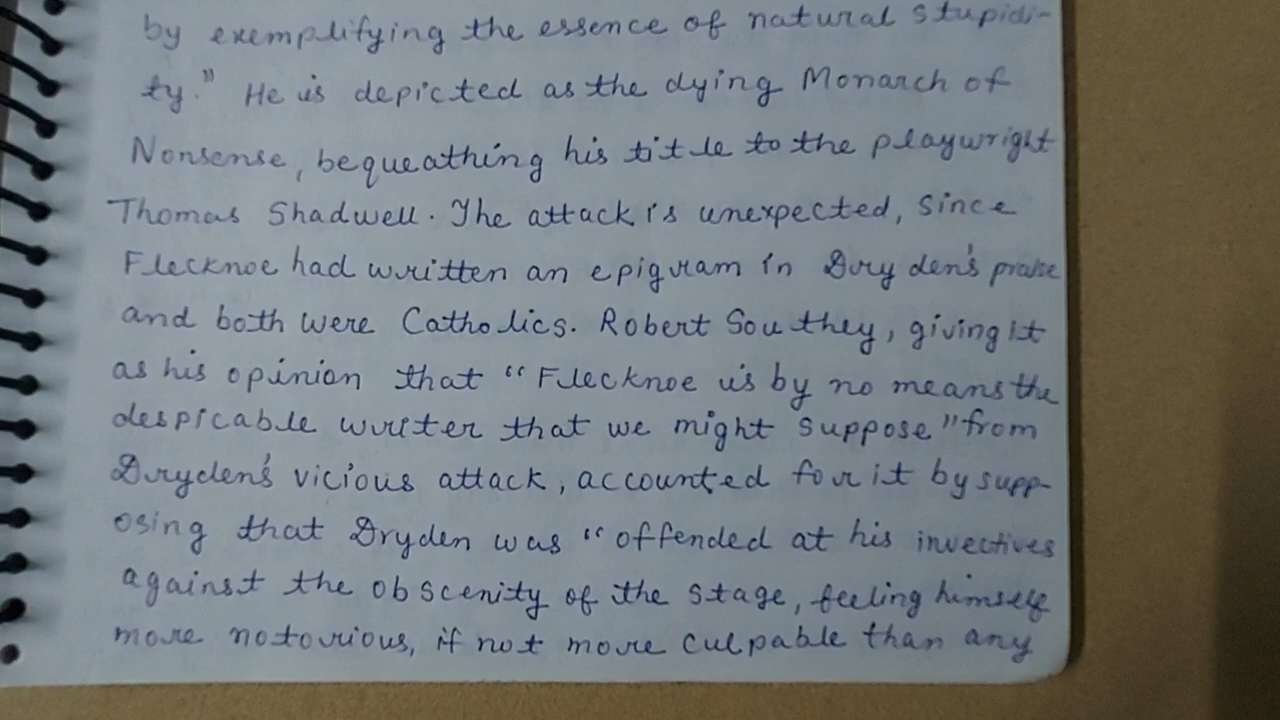 by exemplifying the essence of natural stupidi-
ty." He is depicted as the dying Monarch of
Nonsense, bequeathing his title to the playwright
Thomas Shadwell. The attack is unexpected, since
Flecknoe had written an epigram in Dryden's praise
and both were Catholics. Robert Southey, giving it
as his opinion that "Flecknoe is by no means the
despicable writer that we might suppose" from
Dryden's vicious attack, accounted for it by supp-
osing that Dryden was "offended at his invectives
against the obscenity of the stage, feeling himself
more notorious, if not more culpable than any